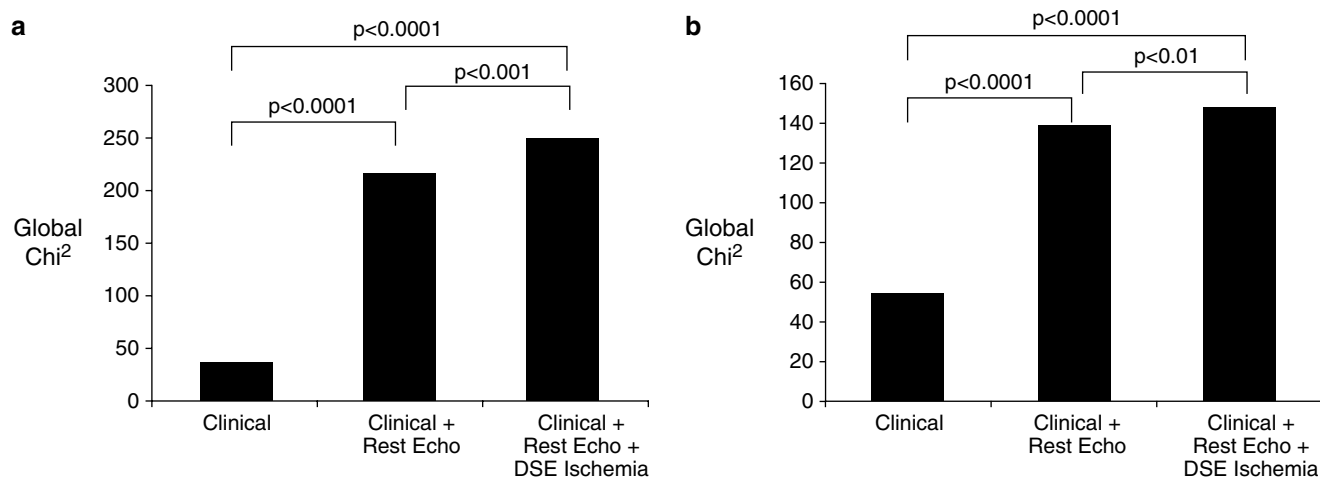 a
p<0.0001
p<0.001
p<0.0001
300
250
200
150
100
50
0
Global
Chi²
Clinical
Clinical +
Rest Echo
Clinical +
Rest Echo +
DSE Ischemia
b
p<0.0001
p<0.01
p<0.0001
160
140
120
100
80
60
40
20
0
Global
Chi²
Clinical
Clinical +
Rest Echo
Clinical +
Rest Echo +
DSE Ischemia